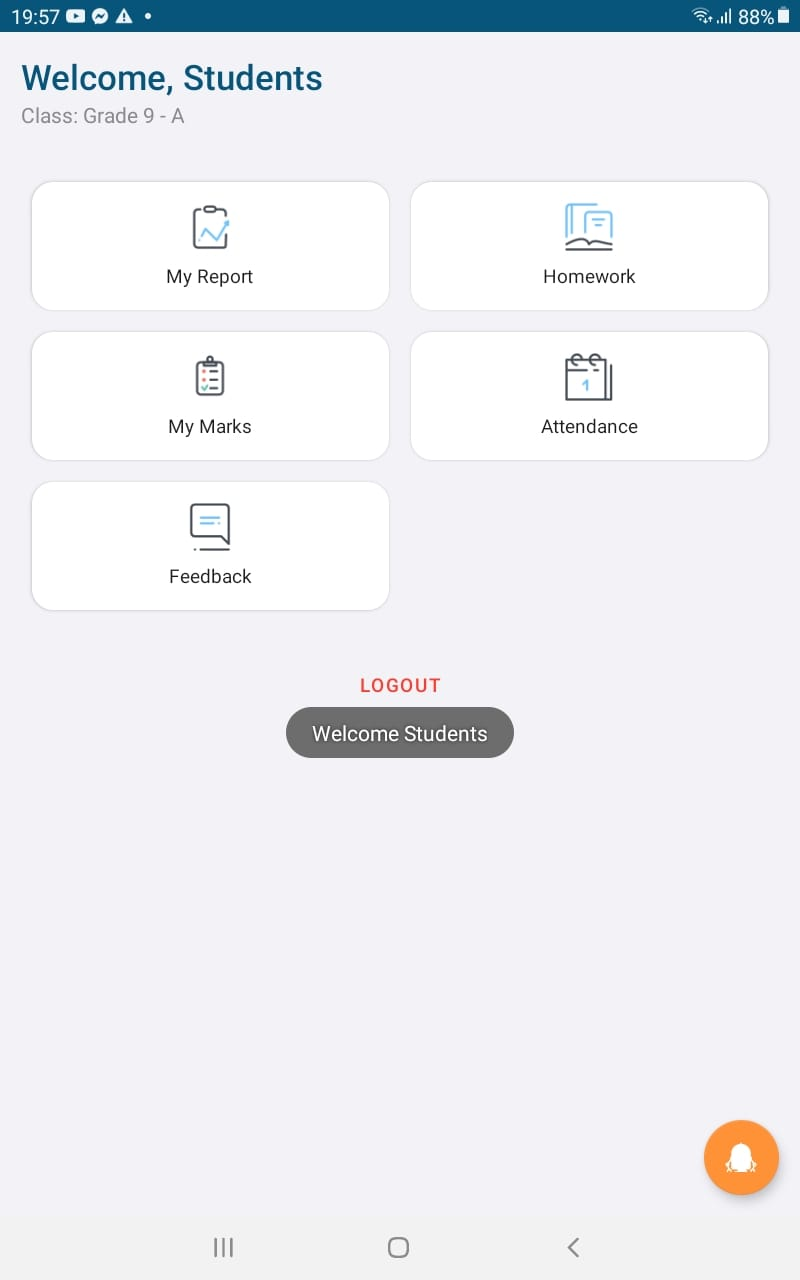 19:57
88%
Welcome, Students
Class: Grade 9 - A
My Report
Homework
My Marks
1
Attendance
Feedback
LOGOUT
Welcome Students